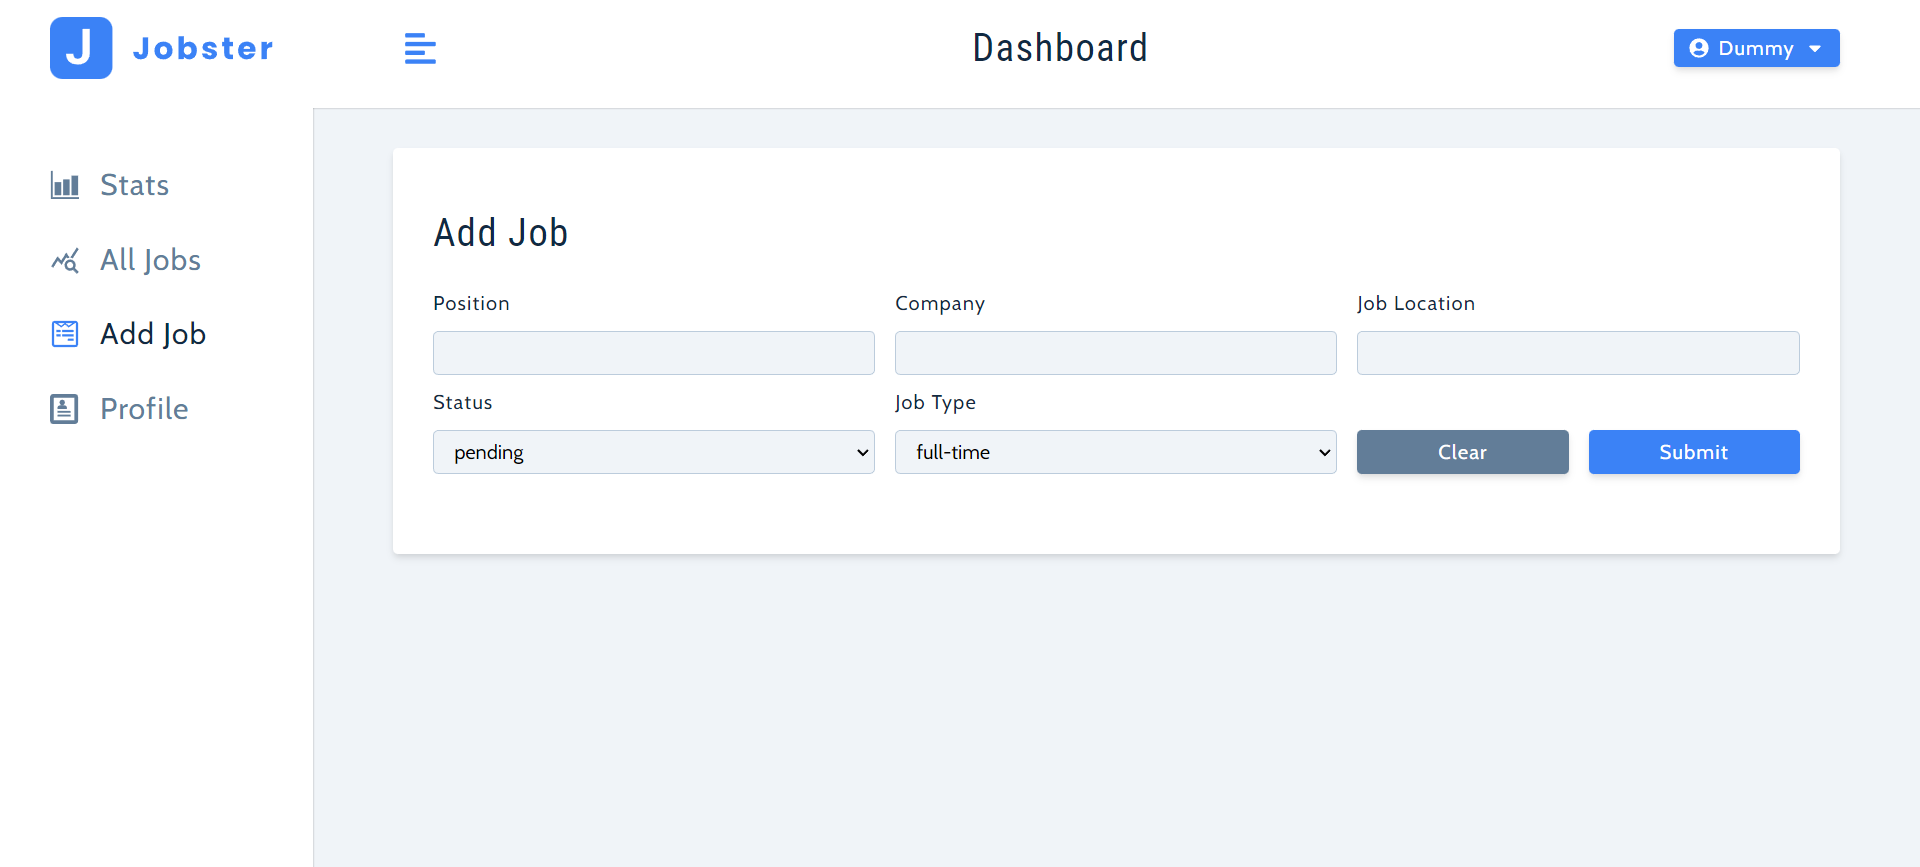 J Jobster
Dashboard
Dummy
Stats
All Jobs
Add Job
Profile
Add Job
Position
Company
Job Location
Status
Job Type
pending
full-time
Clear
Submit